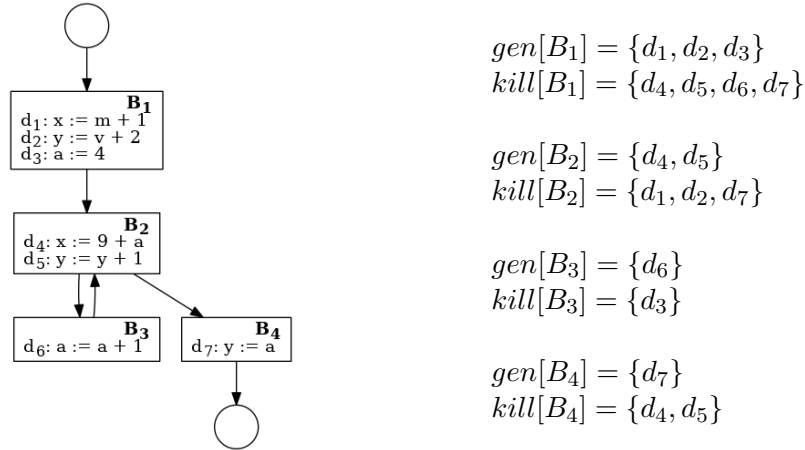 B₁
d₁: x := m + 1
d₂: y := v + 2
d₃: a := 4
B₂
d₄: x := 9 + a
d₅: y := y + 1
B₃
d₆: a := a + 1
B₄
d₇: y := a
gen[B₁] = {d₁, d₂, d₃}
kill[B₁] = {d₄, d₅, d₆, d₇}
gen[B₂] = {d₄, d₅}
kill[B₂] = {d₁, d₂, d₇}
gen[B₃] = {d₆}
kill[B₃] = {d₃}
gen[B₄] = {d₇}
kill[B₄] = {d₄, d₅}